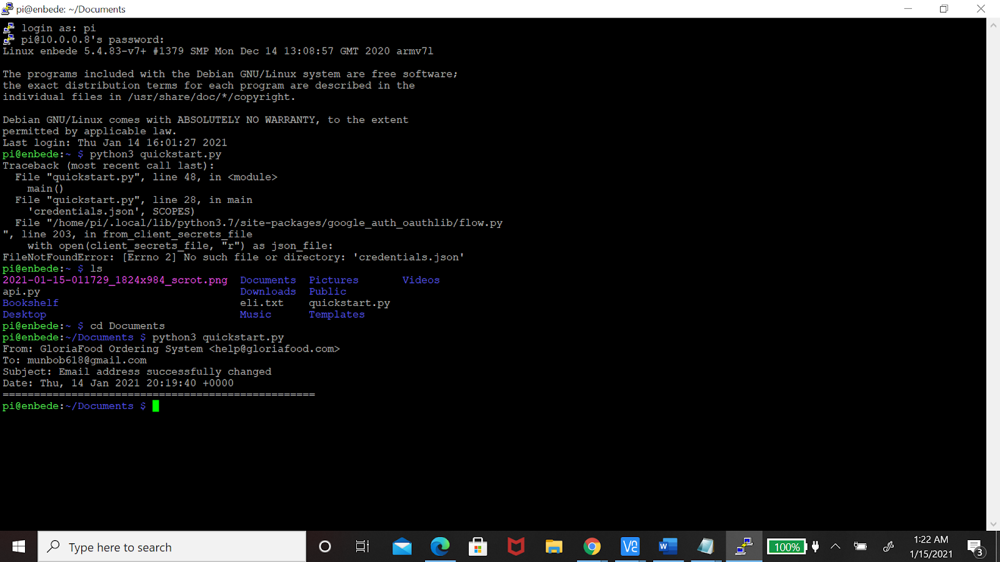 pi@enbede: ~/Documents
login as: pi
pi@10.0.0.8's password:
Linux enbede 5.4.83-v7+ #1379 SMP Mon Dec 14 13:08:57 GMT 2020 armv7l
The programs included with the Debian GNU/Linux system are free software;
the exact distribution terms for each program are described in the
individual files in /usr/share/doc/*/copyright.
Debian GNU/Linux comes with ABSOLUTELY NO WARRANTY, to the extent
permitted by applicable law.
Last login: Thu Jan 14 16:01:27 2021
pi@enbede:~ $ python3 quickstart.py
Traceback (most recent call last):
  File "quickstart.py", line 48, in <module>
    main()
  File "quickstart.py", line 28, in main
    'credentials.json', SCOPES)
  File "/home/pi/.local/lib/python3.7/site-packages/google_auth_oauthlib/flow.py
", line 203, in from_client_secrets_file
    with open(client_secrets_file, "r") as json_file:
FileNotFoundError: [Errno 2] No such file or directory: 'credentials.json'
pi@enbede:~ $ ls
2021-01-15-011729_1824x984_scrot.png  Documents  Pictures       Videos
api.py                                Downloads  Public
Bookshelf                             eli.txt    quickstart.py
Desktop                               Music      Templates
pi@enbede:~ $ cd Documents
pi@enbede:~/Documents $ python3 quickstart.py
From: GloriaFood Ordering System <help@gloriafood.com>
To: munbob618@gmail.com
Subject: Email address successfully changed
Date: Thu, 14 Jan 2021 20:19:40 +0000
==================================================
pi@enbede:~/Documents $
Type here to search
100%
1:22 AM
1/15/2021
3